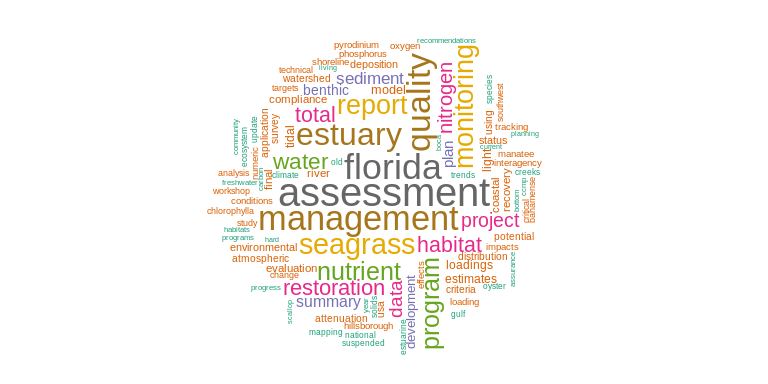 recommendations
pyrodinium
oxygen
phosphorus
shoreline
living
deposition
technical
watershed
sediment
quality
monitoring
nitrogen
species
southwest
targets
benthic
model
compliance
report
total
using
tracking
planning
community
ecosystem
update
application
survey
tidal
estuary
boca
plan
status
current
numeric
water
old
florida
light
manatee
interagency
analysis
carbon
final
climate
river
trends
creeks
freshwater
workshop
assessment
coastal
recovery
bottom
ccmp
critical
bahamense
conditions
chlorophylla
management
project
study
habitats
programs
hard
seagrass
habitat
potential
environmental
impacts
atmospheric
distribution
assurance
evaluation
change
nutrient
effects
program
loadings
estimates
progress
restoration
data
criteria
oyster
scallop
summary
year
solids
usa
development
loading
gulf
attenuation
hillsborough
mapping
national
suspended
estuarine